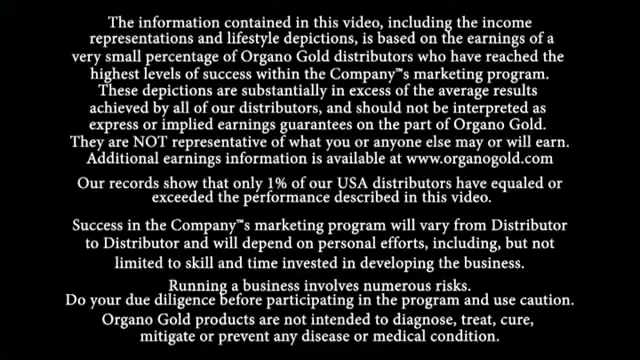 The information contained in this video, including the income
representations and lifestyle depictions, is based on the earnings of a
very small percentage of Organo Gold distributors who have reached the
highest levels of success within the Company™s marketing program.
These depictions are substantially in excess of the average results
achieved by all of our distributors, and should not be interpreted as
express or implied earnings guarantees on the part of Organo Gold.
They are NOT representative of what you or anyone else may or will earn.
Additional earnings information is available at www.organogold.com
Our records show that only 1% of our USA distributors have equaled or
exceeded the performance described in this video.
Success in the Company™s marketing program will vary from Distributor
to Distributor and will depend on personal efforts, including, but not
limited to skill and time invested in developing the business.
Running a business involves numerous risks.
Do your due diligence before participating in the program and use caution.
Organo Gold products are not intended to diagnose, treat, cure,
mitigate or prevent any disease or medical condition.